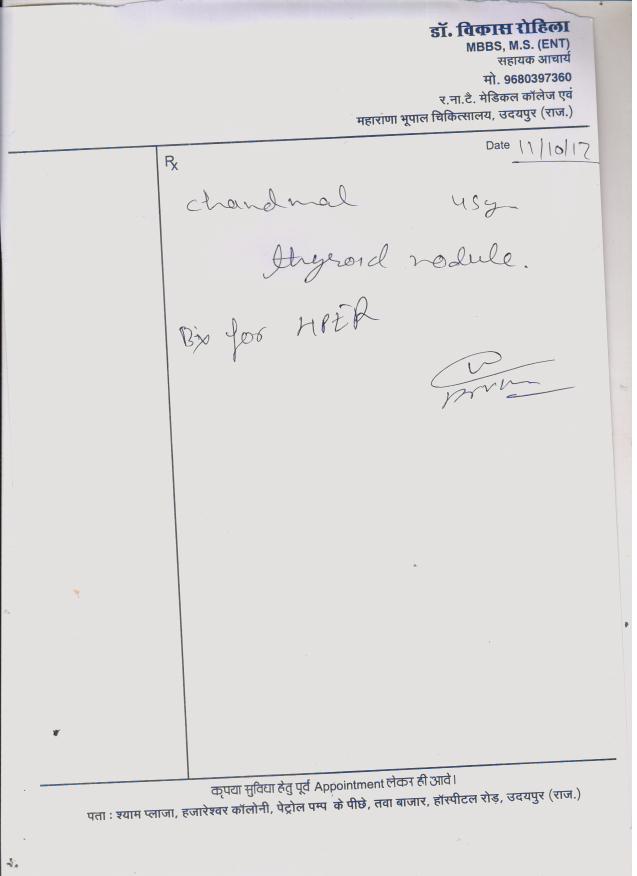 डॉ. विकास रोहिला
MBBS, M.S. (ENT)
सहायक आचार्य
मो. 9680397360
र.ना.टै. मेडिकल कॉलेज एवं
महाराणा भूपाल चिकित्सालय, उदयपुर (राज.)
Rx
Date 11/10/17
Chandmal 45y
thyroid nodule.
Bx for HPER
कृपया सुविधा हेतु पूर्व Appointment लेकर ही आवे।
पता : श्याम प्लाजा, हजारेश्वर कॉलोनी, पेट्रोल पम्प के पीछे, तवा बाजार, हॉस्पीटल रोड़, उदयपुर (राज.)